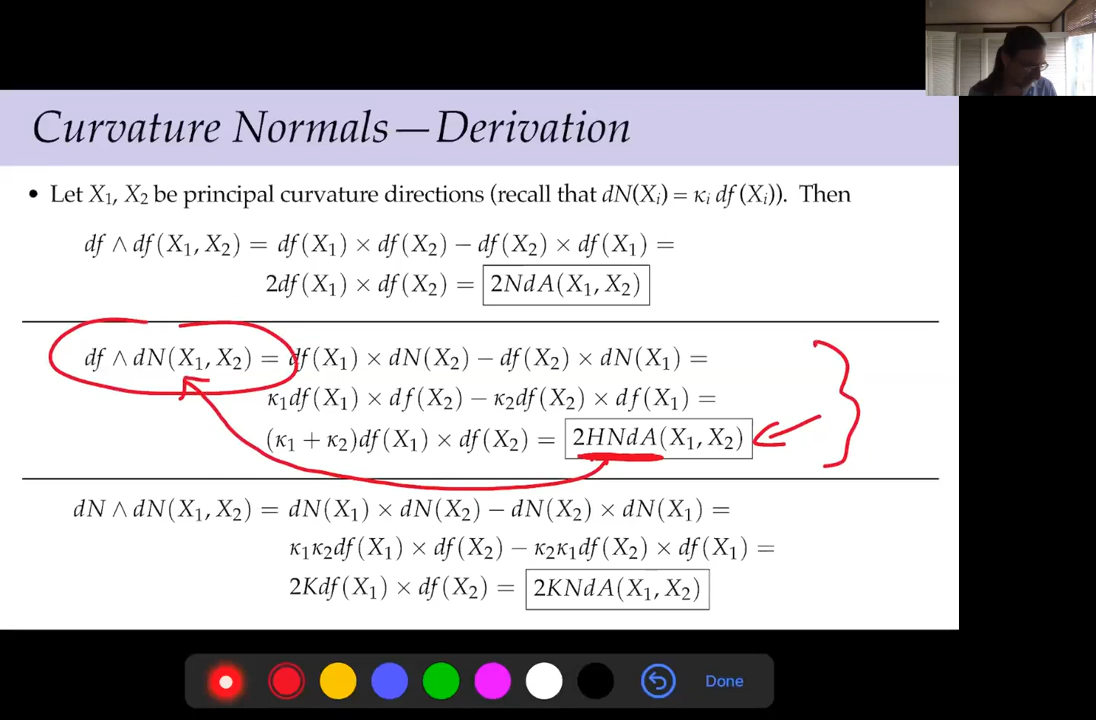 Curvature Normals—Derivation
• Let X₁, X₂ be principal curvature directions (recall that dN(Xᵢ) = κᵢ df(Xᵢ)). Then
df ∧ df(X₁, X₂) = df(X₁) × df(X₂) − df(X₂) × df(X₁) =
2df(X₁) × df(X₂) = 2NdA(X₁, X₂)
df ∧ dN(X₁, X₂) = df(X₁) × dN(X₂) − df(X₂) × dN(X₁) =
κ₁df(X₁) × df(X₂) − κ₂df(X₂) × df(X₁) =
(κ₁ + κ₂)df(X₁) × df(X₂) = 2HNdA(X₁, X₂)
dN ∧ dN(X₁, X₂) = dN(X₁) × dN(X₂) − dN(X₂) × dN(X₁) =
κ₁κ₂df(X₁) × df(X₂) − κ₂κ₁df(X₂) × df(X₁) =
2Kdf(X₁) × df(X₂) = 2KNdA(X₁, X₂)
Done